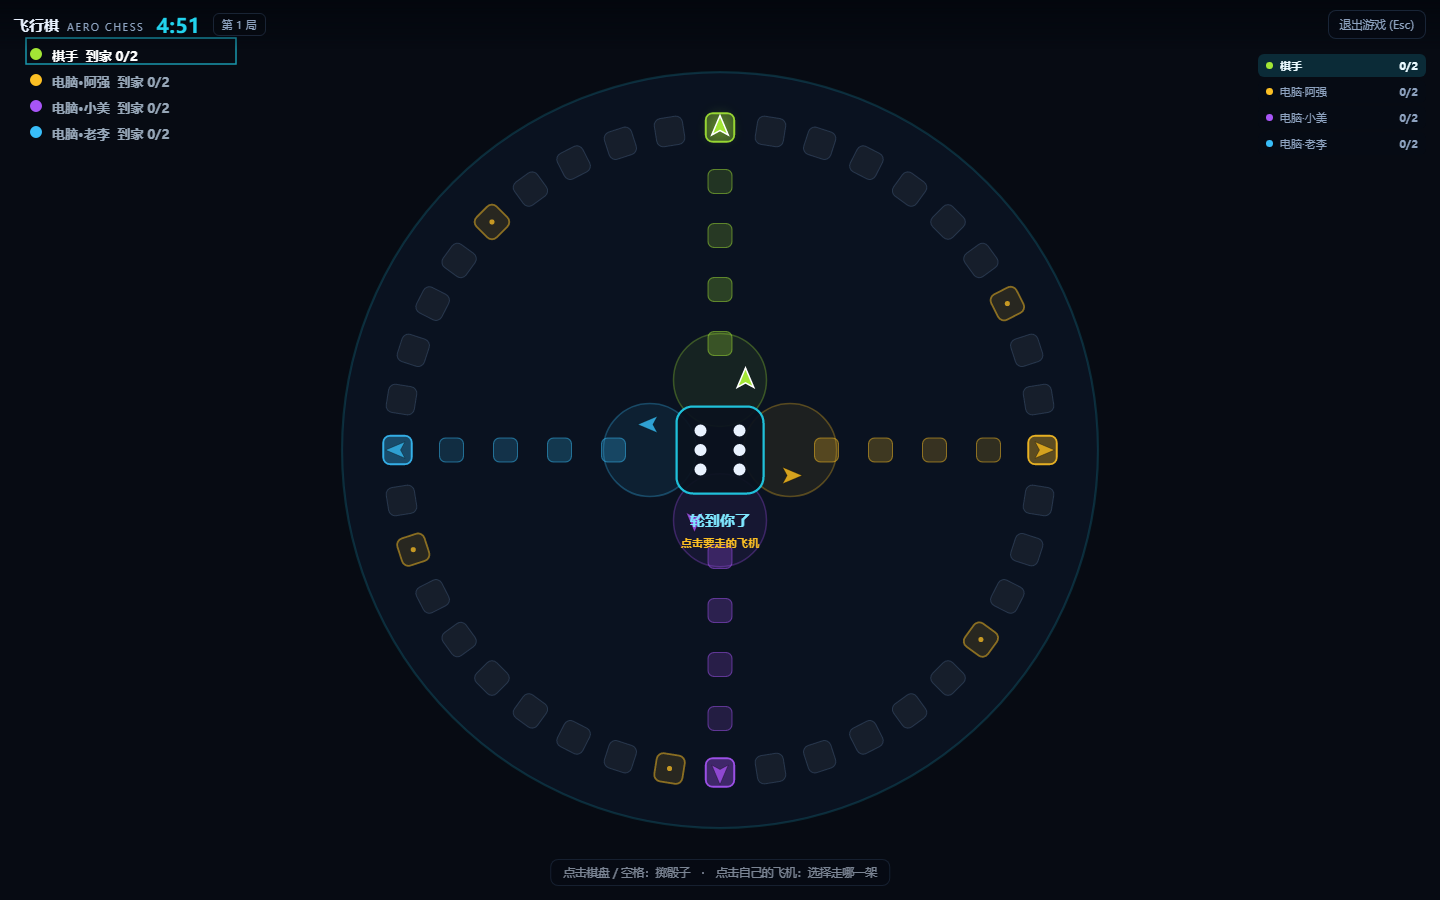 飞行棋 AERO CHESS 4:51 第 1 局
退出游戏 (Esc)
棋手 到家 0/2
电脑·阿强 到家 0/2
电脑·小美 到家 0/2
电脑·老李 到家 0/2
棋手 0/2
电脑·阿强 0/2
电脑·小美 0/2
电脑·老李 0/2
轮到你了
点击要走的飞机
点击棋盘 / 空格：掷骰子 · 点击自己的飞机：选择走哪一架